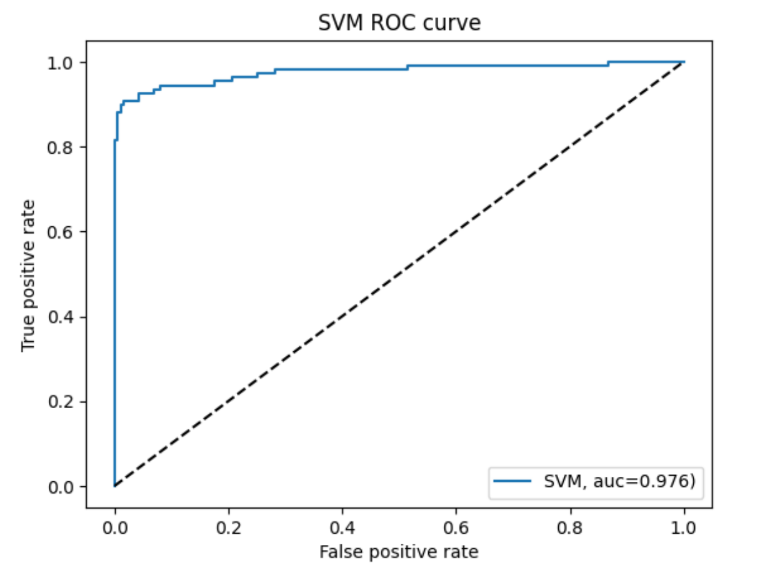 SVM ROC curve
1.0
0.8
0.6
0.4
0.2
0.0
True positive rate
SVM, auc=0.976)
0.0 0.2 0.4 0.6 0.8 1.0
False positive rate